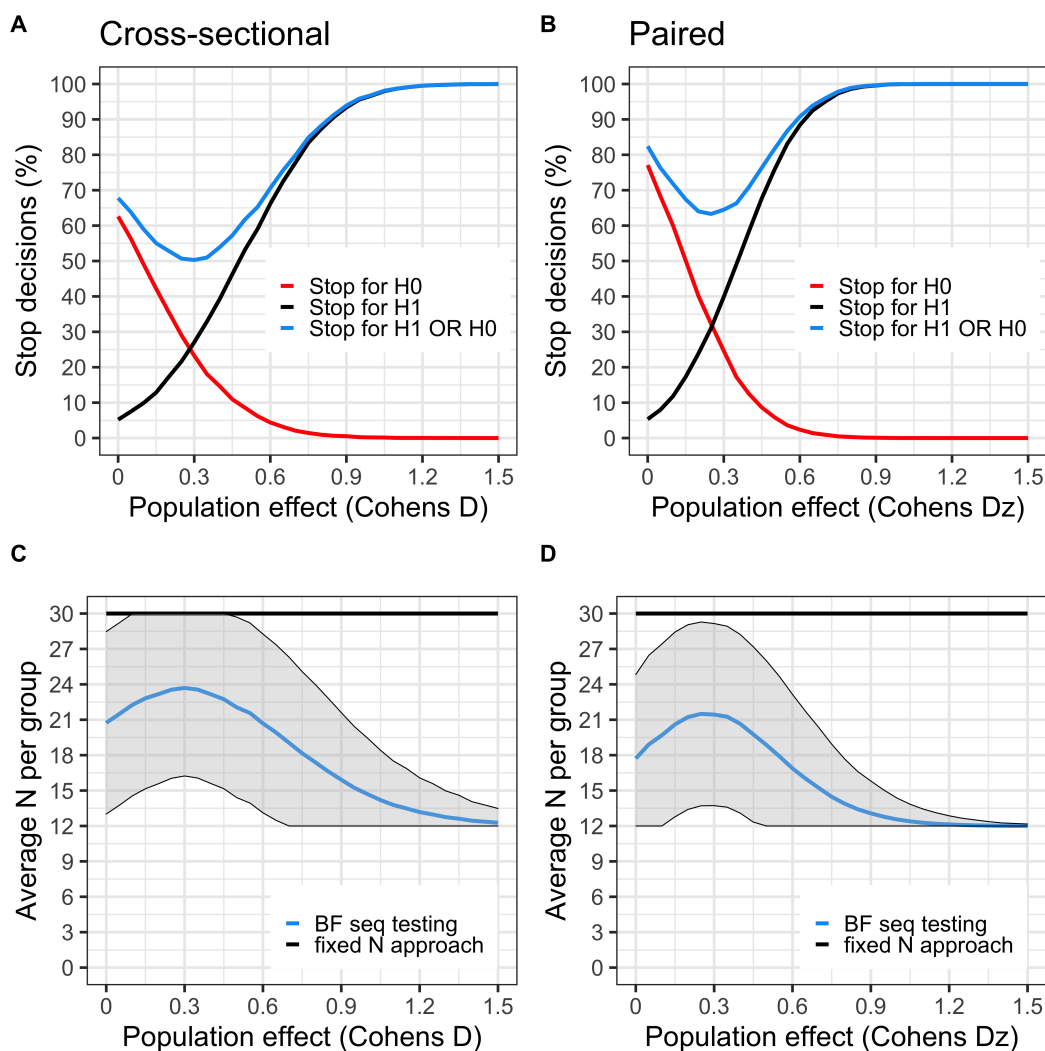 A
Cross-sectional
Stop decisions (%)
100
90
80
70
60
50
40
30
20
10
0
Stop for H0
Stop for H1
Stop for H1 OR H0
0 0.3 0.6 0.9 1.2 1.5
Population effect (Cohens D)
B
Paired
Stop decisions (%)
100
90
80
70
60
50
40
30
20
10
0
Stop for H0
Stop for H1
Stop for H1 OR H0
0 0.3 0.6 0.9 1.2 1.5
Population effect (Cohens Dz)
C
Average N per group
30
27
24
21
18
15
12
9
6
3
0
BF seq testing
fixed N approach
0 0.3 0.6 0.9 1.2 1.5
Population effect (Cohens D)
D
Average N per group
30
27
24
21
18
15
12
9
6
3
0
BF seq testing
fixed N approach
0 0.3 0.6 0.9 1.2 1.5
Population effect (Cohens Dz)